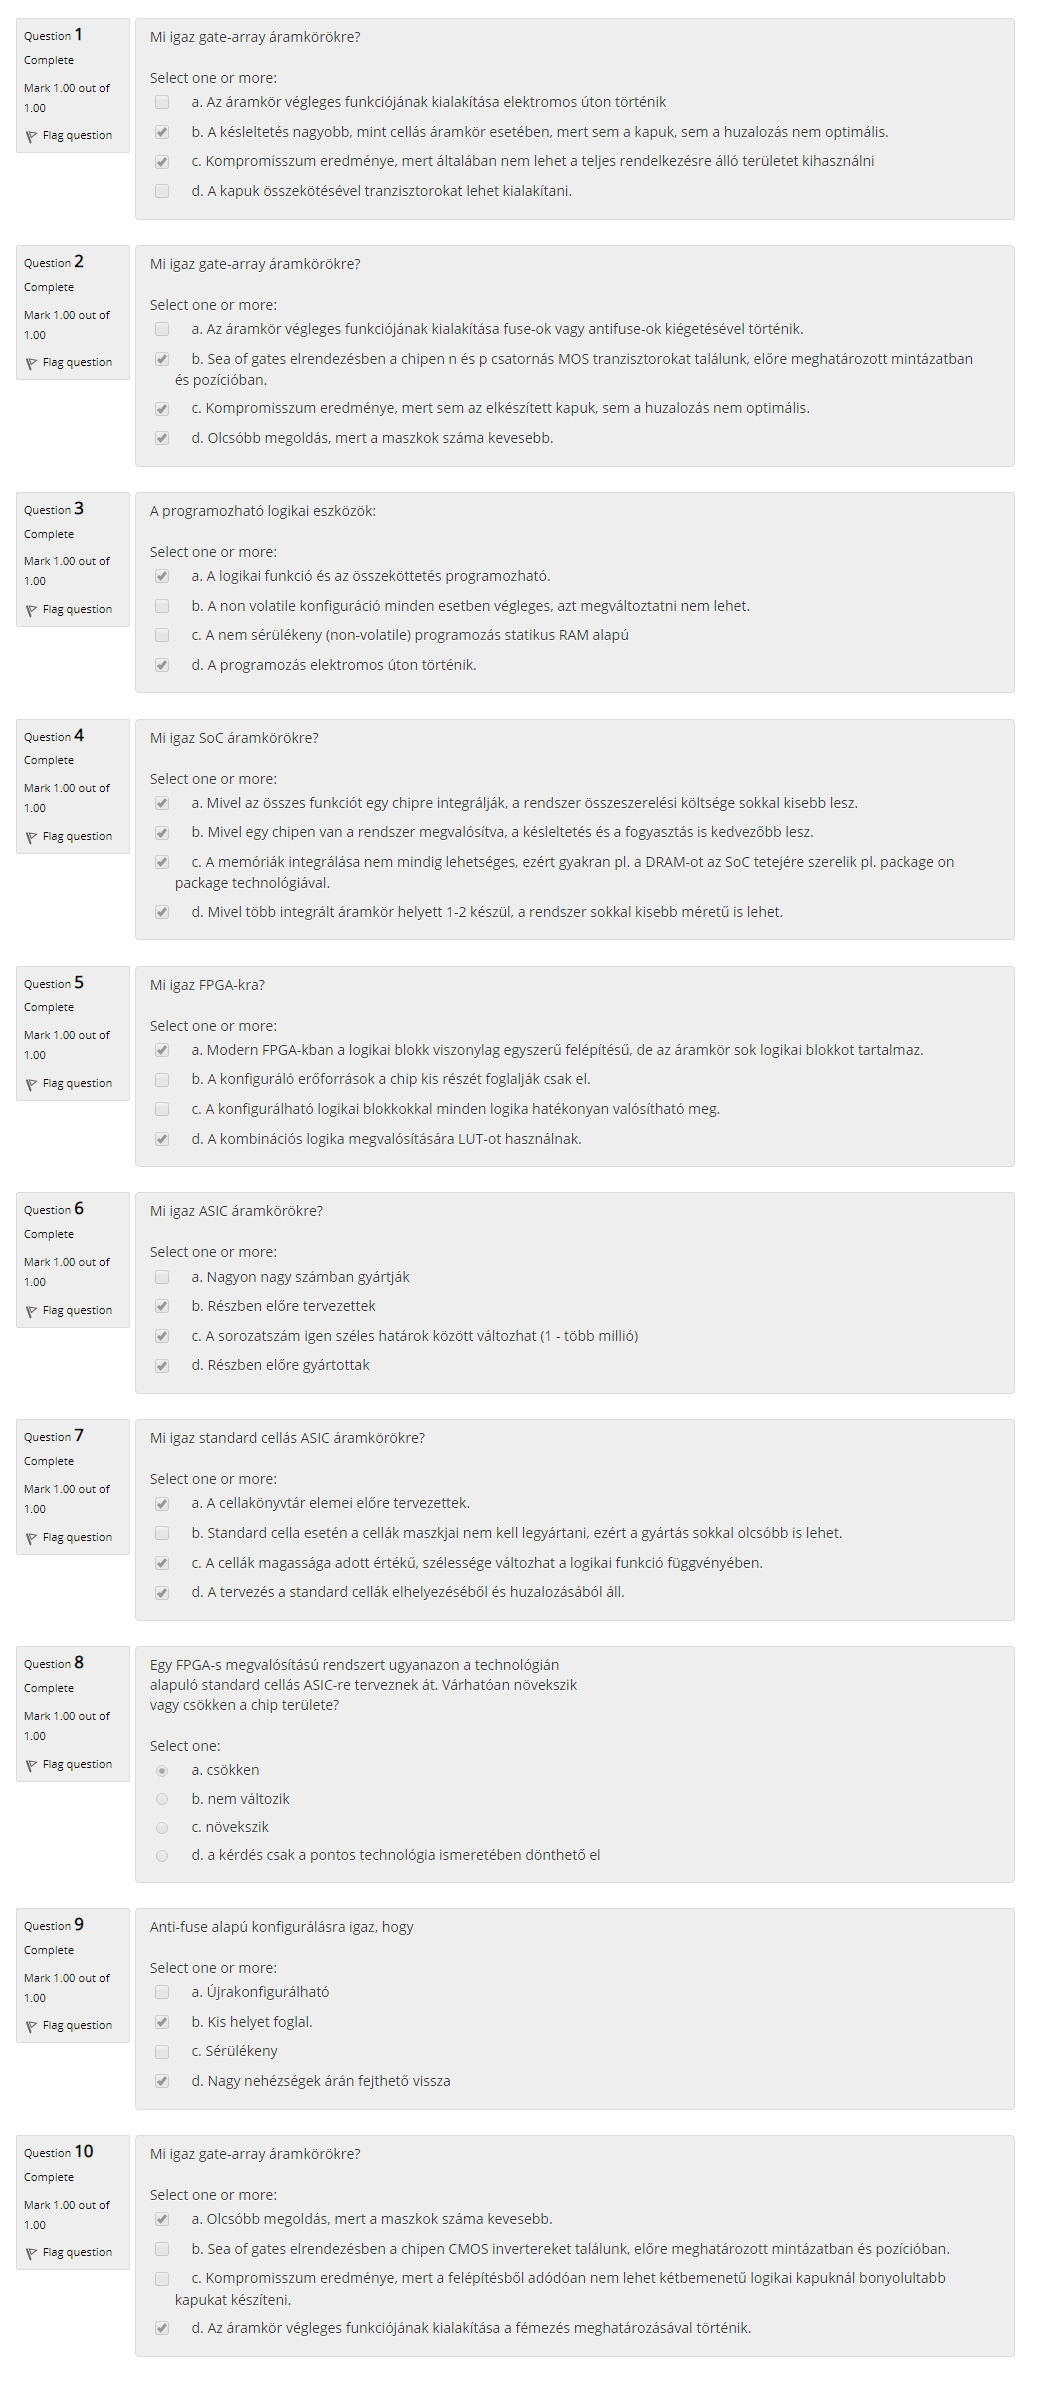 Question 1
Complete
Mark 1.00 out of
1.00
Flag question
Mi igaz gate-array áramkörökre?
Select one or more:
a. Az áramkör végleges funkciójának kialakítása elektromos úton történik
b. A késleltetés nagyobb, mint cellás áramkör esetében, mert sem a kapuk, sem a huzalozás nem optimális.
c. Kompromisszum eredménye, mert általában nem lehet a teljes rendelkezésre álló területet kihasználni
d. A kapuk összekötésével tranzisztorokat lehet kialakítani.
Question 2
Complete
Mark 1.00 out of
1.00
Flag question
Mi igaz gate-array áramkörökre?
Select one or more:
a. Az áramkör végleges funkciójának kialakítása fuse-ok vagy antifuse-ok kiégetésével történik.
b. Sea of gates elrendezésben a chipen n és p csatornás MOS tranzisztorokat találunk, előre meghatározott mintázatban
és pozícióban.
c. Kompromisszum eredménye, mert sem az elkészített kapuk, sem a huzalozás nem optimális.
d. Olcsóbb megoldás, mert a maszkok száma kevesebb.
Question 3
Complete
Mark 1.00 out of
1.00
Flag question
A programozható logikai eszközök:
Select one or more:
a. A logikai funkció és az összeköttetés programozható.
b. A non volatile konfiguráció minden esetben végleges, azt megváltoztatni nem lehet.
c. A nem sérülékeny (non-volatile) programozás statikus RAM alapú
d. A programozás elektromos úton történik.
Question 4
Complete
Mark 1.00 out of
1.00
Flag question
Mi igaz SoC áramkörökre?
Select one or more:
a. Mivel az összes funkciót egy chipre integrálják, a rendszer összeszerelési költsége sokkal kisebb lesz.
b. Mivel egy chipen van a rendszer megvalósítva, a késleltetés és a fogyasztás is kedvezőbb lesz.
c. A memóriák integrálása nem mindig lehetséges, ezért gyakran pl. a DRAM-ot az SoC tetejére szerelik pl. package on
package technológiával.
d. Mivel több integrált áramkör helyett 1-2 készül, a rendszer sokkal kisebb méretű is lehet.
Question 5
Complete
Mark 1.00 out of
1.00
Flag question
Mi igaz FPGA-kra?
Select one or more:
a. Modern FPGA-kban a logikai blokk viszonylag egyszerű felépítésű, de az áramkör sok logikai blokkot tartalmaz.
b. A konfiguráló erőforrások a chip kis részét foglalják csak el.
c. A konfigurálható logikai blokkokkal minden logika hatékonyan valósítható meg.
d. A kombinációs logika megvalósítására LUT-ot használnak.
Question 6
Complete
Mark 1.00 out of
1.00
Flag question
Mi igaz ASIC áramkörökre?
Select one or more:
a. Nagyon nagy számban gyártják
b. Részben előre tervezettek
c. A sorozatszám igen széles határok között változhat (1 - több millió)
d. Részben előre gyártottak
Question 7
Complete
Mark 1.00 out of
1.00
Flag question
Mi igaz standard cellás ASIC áramkörökre?
Select one or more:
a. A cellakönyvtár elemei előre tervezettek.
b. Standard cella esetén a cellák maszkjai nem kell legyártani, ezért a gyártás sokkal olcsóbb is lehet.
c. A cellák magassága adott értékű, szélessége változhat a logikai funkció függvényében.
d. A tervezés a standard cellák elhelyezéséből és huzalozásából áll.
Question 8
Complete
Mark 1.00 out of
1.00
Flag question
Egy FPGA-s megvalósítású rendszert ugyanazon a technológián
alapuló standard cellás ASIC-re terveznek át. Várhatóan növekszik
vagy csökken a chip területe?
Select one:
a. csökken
b. nem változik
c. növekszik
d. a kérdés csak a pontos technológia ismeretében dönthető el
Question 9
Complete
Mark 1.00 out of
1.00
Flag question
Anti-fuse alapú konfigurálásra igaz, hogy
Select one or more:
a. Újrakonfigurálható
b. Kis helyet foglal.
c. Sérülékeny
d. Nagy nehézségek árán fejthető vissza
Question 10
Complete
Mark 1.00 out of
1.00
Flag question
Mi igaz gate-array áramkörökre?
Select one or more:
a. Olcsóbb megoldás, mert a maszkok száma kevesebb.
b. Sea of gates elrendezésben a chipen CMOS invertereket találunk, előre meghatározott mintázatban és pozícióban.
c. Kompromisszum eredménye, mert a felépítésből adódóan nem lehet kétbemenetű logikai kapuknál bonyolultabb
kapukat készíteni.
d. Az áramkör végleges funkciójának kialakítása a fémezés meghatározásával történik.